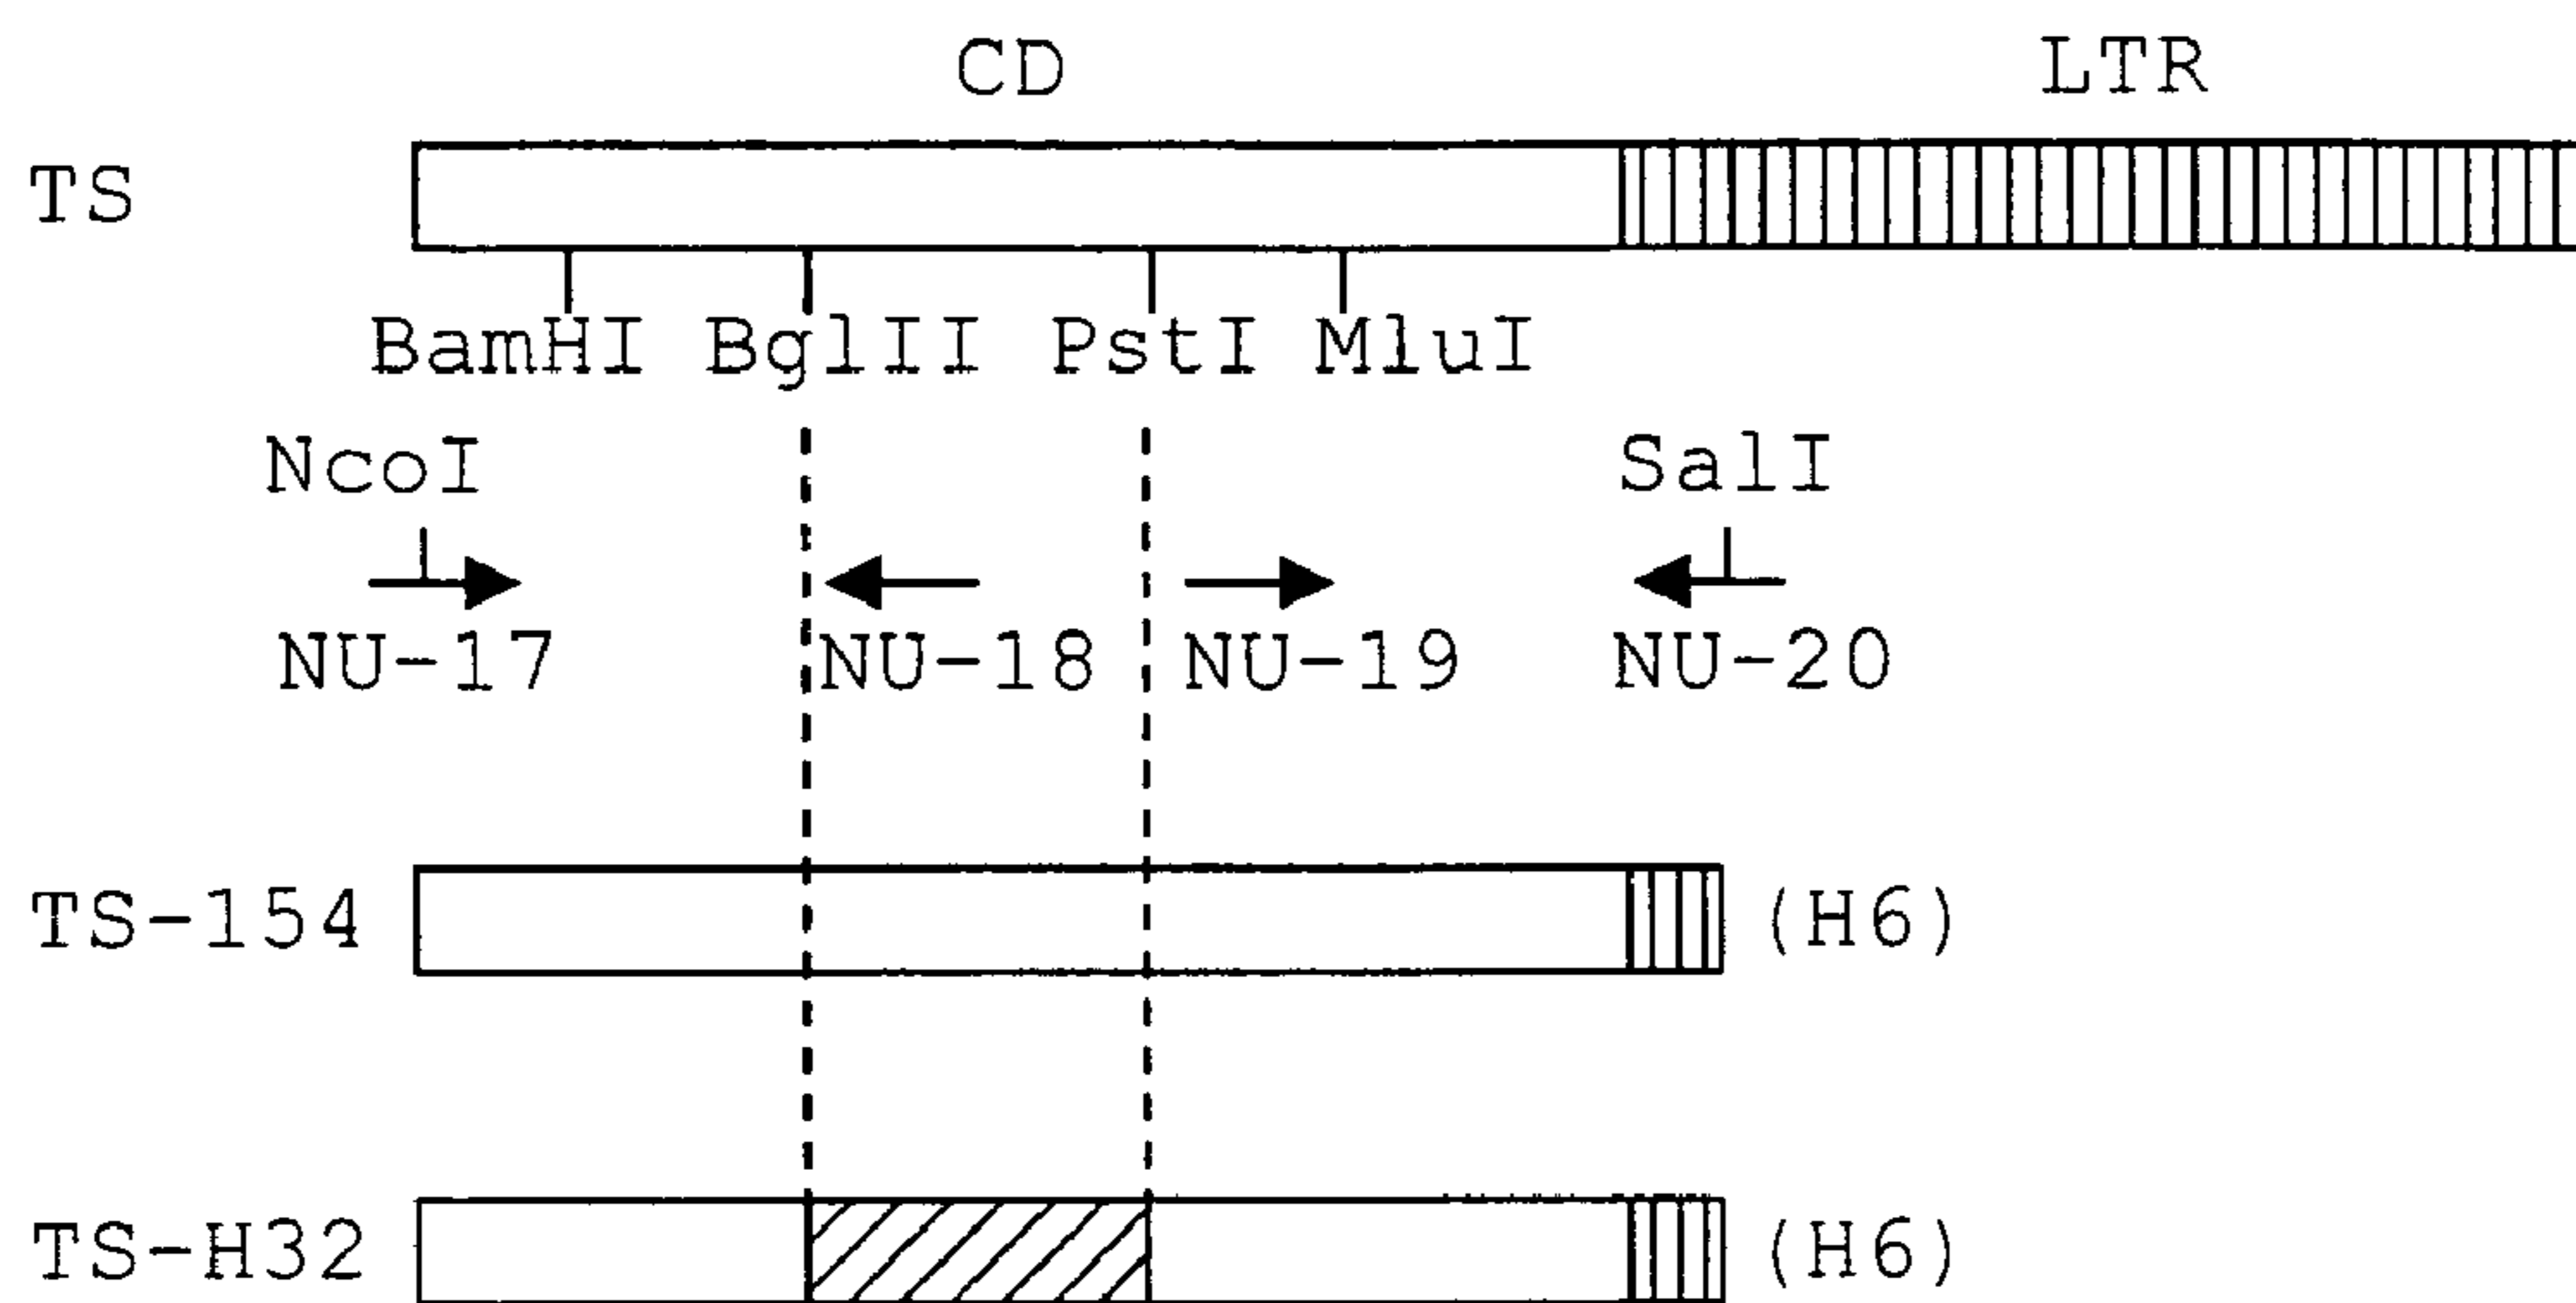 CD LTR
TS
BamHI BglII PstI MluI
NcoI SalI
NU-17 NU-18 NU-19 NU-20
TS-154 (H6)
TS-H32 (H6)